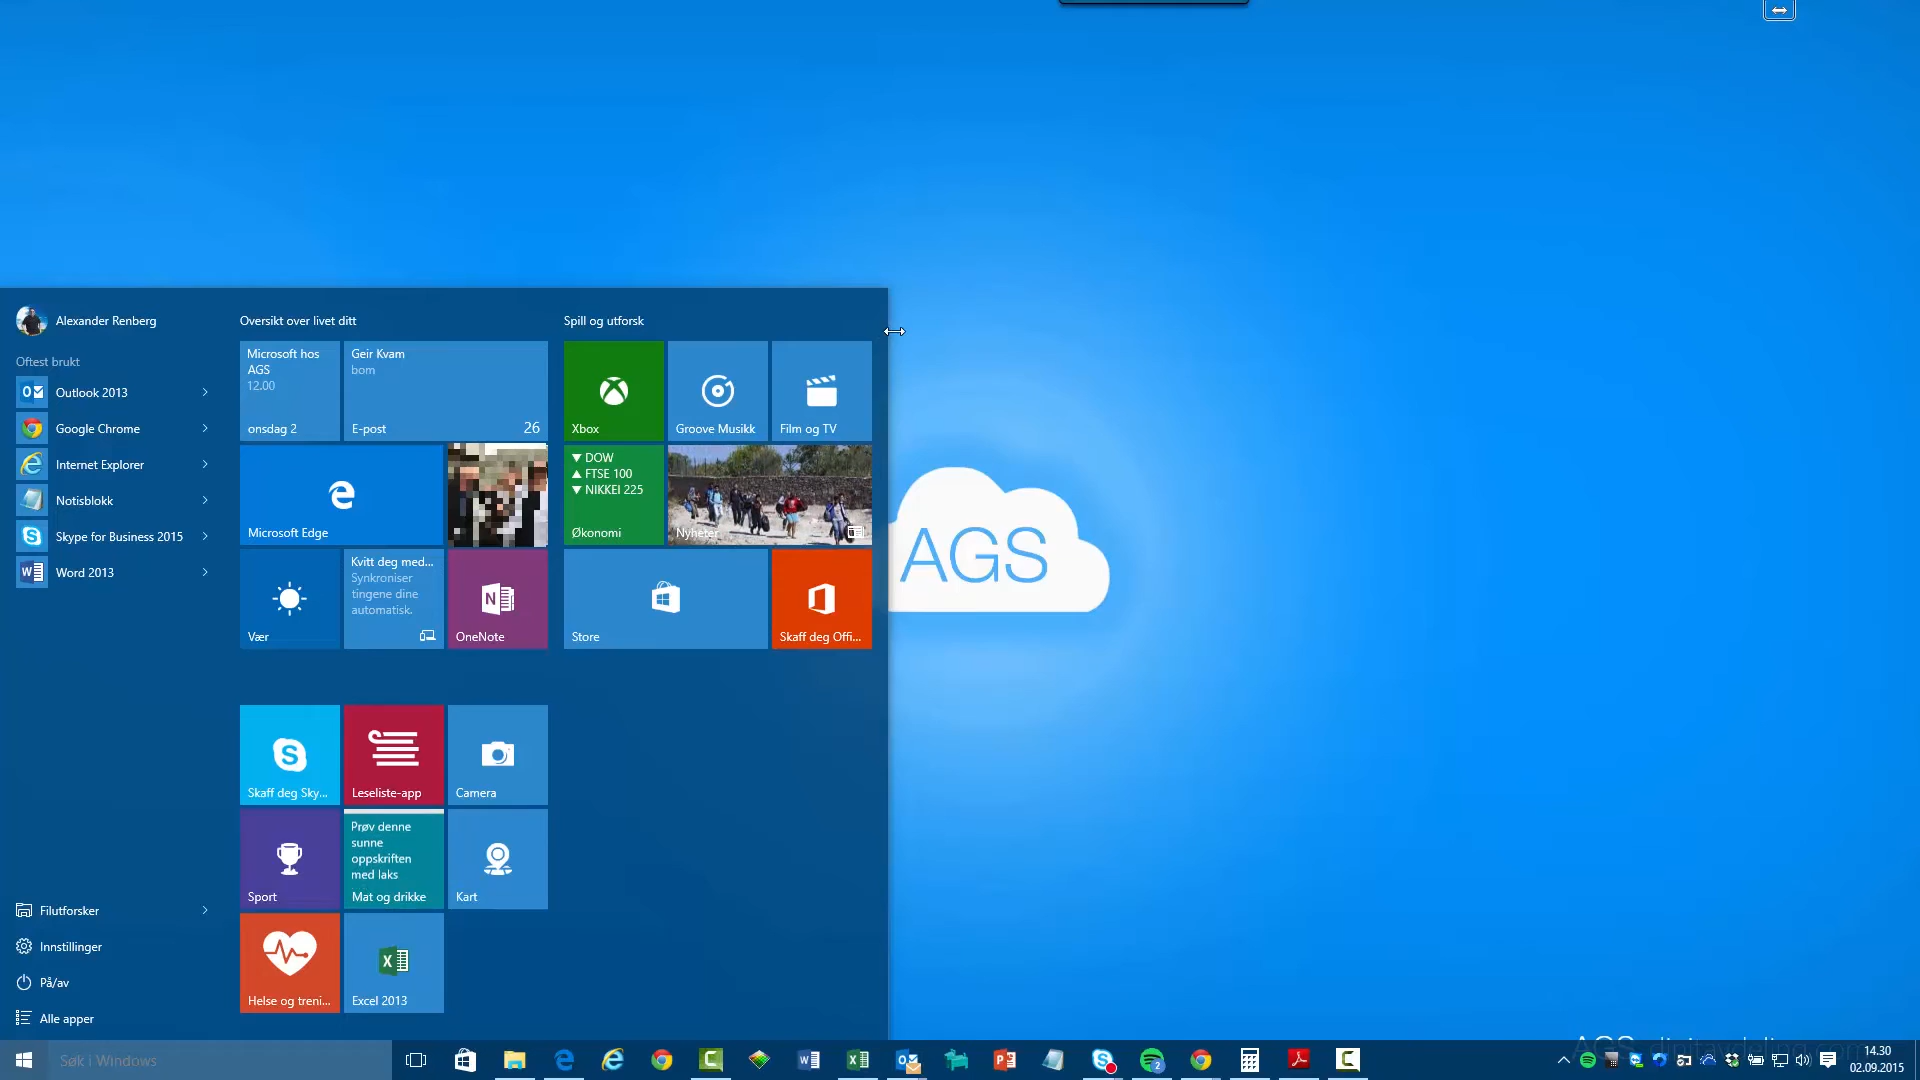 Alexander Renberg
Oftest brukt
Outlook 2013
Google Chrome
Internet Explorer
Notisblokk
Skype for Business 2015
Word 2013
Filutforsker
Innstillinger
På/av
Alle apper
Oversikt over livet ditt
Microsoft hos
AGS
12.00
onsdag 2
Geir Kvam
bom
E-post 26
Microsoft Edge
Vær
Kvitt deg med...
Synkroniser
tingene dine
automatisk.
OneNote
Spill og utforsk
Xbox
Groove Musikk
Film og TV
DOW
FTSE 100
NIKKEI 225
Økonomi
Nyheter
Store
Skaff deg Offi...
Skaff deg Sky...
Leseliste-app
Camera
Sport
Prøv denne
sunne
oppskriften
med laks
Mat og drikke
Kart
Helse og treni...
Excel 2013
AGS
Søk i Windows
14.30
02.09.2015